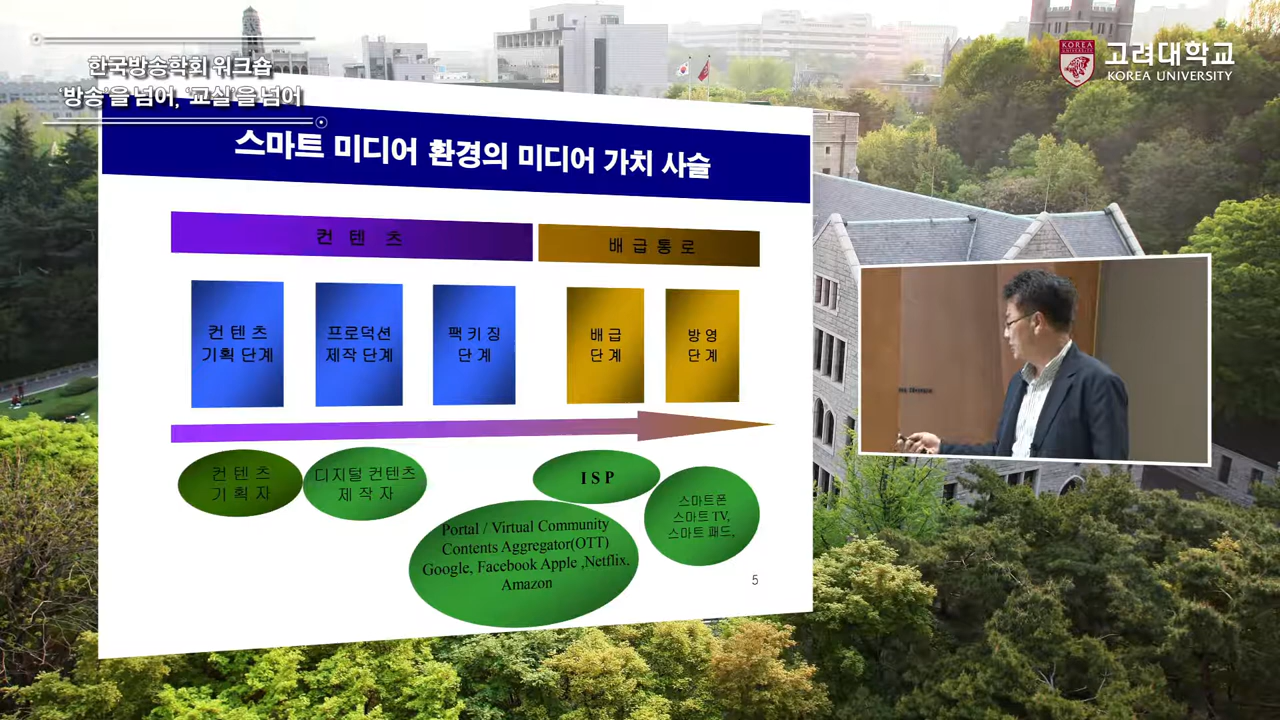 한국방송학회 워크숍
'방송'을 넘어, '교실'을 넘어
KOREA
고려대학교
KOREA UNIVERSITY
스마트 미디어 환경의 미디어 가치 사슬
컨 텐 츠
배 급 통 로
컨 텐 츠
기획 단계
프로덕션
제작 단계
팩 키 징
단 계
배 급
단 계
방 영
단 계
컨 텐 츠
기 획 자
디지털 컨텐츠
제 작 자
I S P
Portal / Virtual Community
Contents Aggregator(OTT)
Google, Facebook Apple ,Netflix.
Amazon
스마트폰
스마트 TV,
스마트 패드,
5